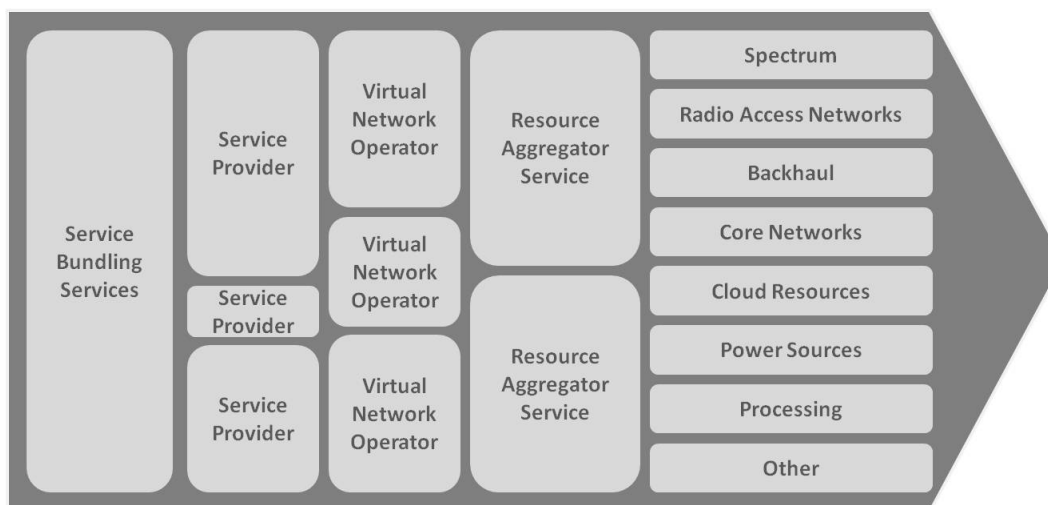 Service
Bundling
Services
Service
Provider
Service
Provider
Service
Provider
Virtual
Network
Operator
Virtual
Network
Operator
Virtual
Network
Operator
Resource
Aggregator
Service
Resource
Aggregator
Service
Spectrum
Radio Access Networks
Backhaul
Core Networks
Cloud Resources
Power Sources
Processing
Other